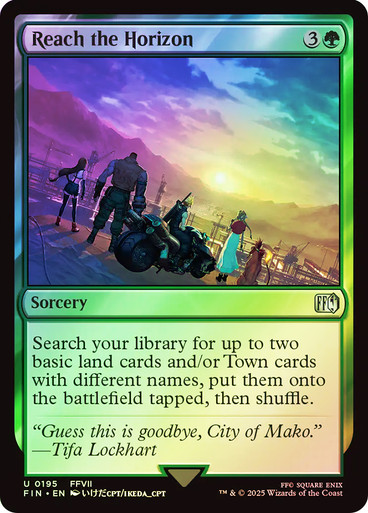 Reach the Horizon 3
Sorcery
Search your library for up to two
basic land cards and/or Town cards
with different names, put them onto
the battlefield tapped, then shuffle.
“Guess this is goodbye, City of Mako.”
—Tifa Lockhart
U 0195 FFVII
FIN • EN いけだCPT/IKEDA_CPT
FF© SQUARE ENIX
™ & © 2025 Wizards of the Coast